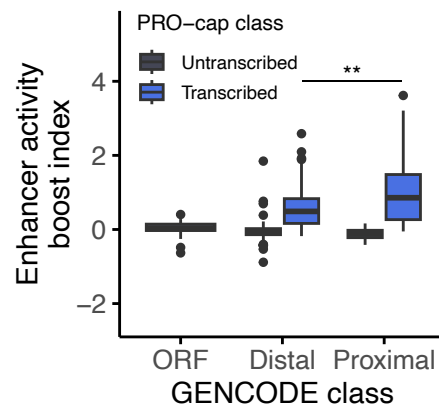 PRO−cap class
Untranscribed
Transcribed
**
Enhancer activity
boost index
4
2
0
−2
ORF Distal Proximal
GENCODE class